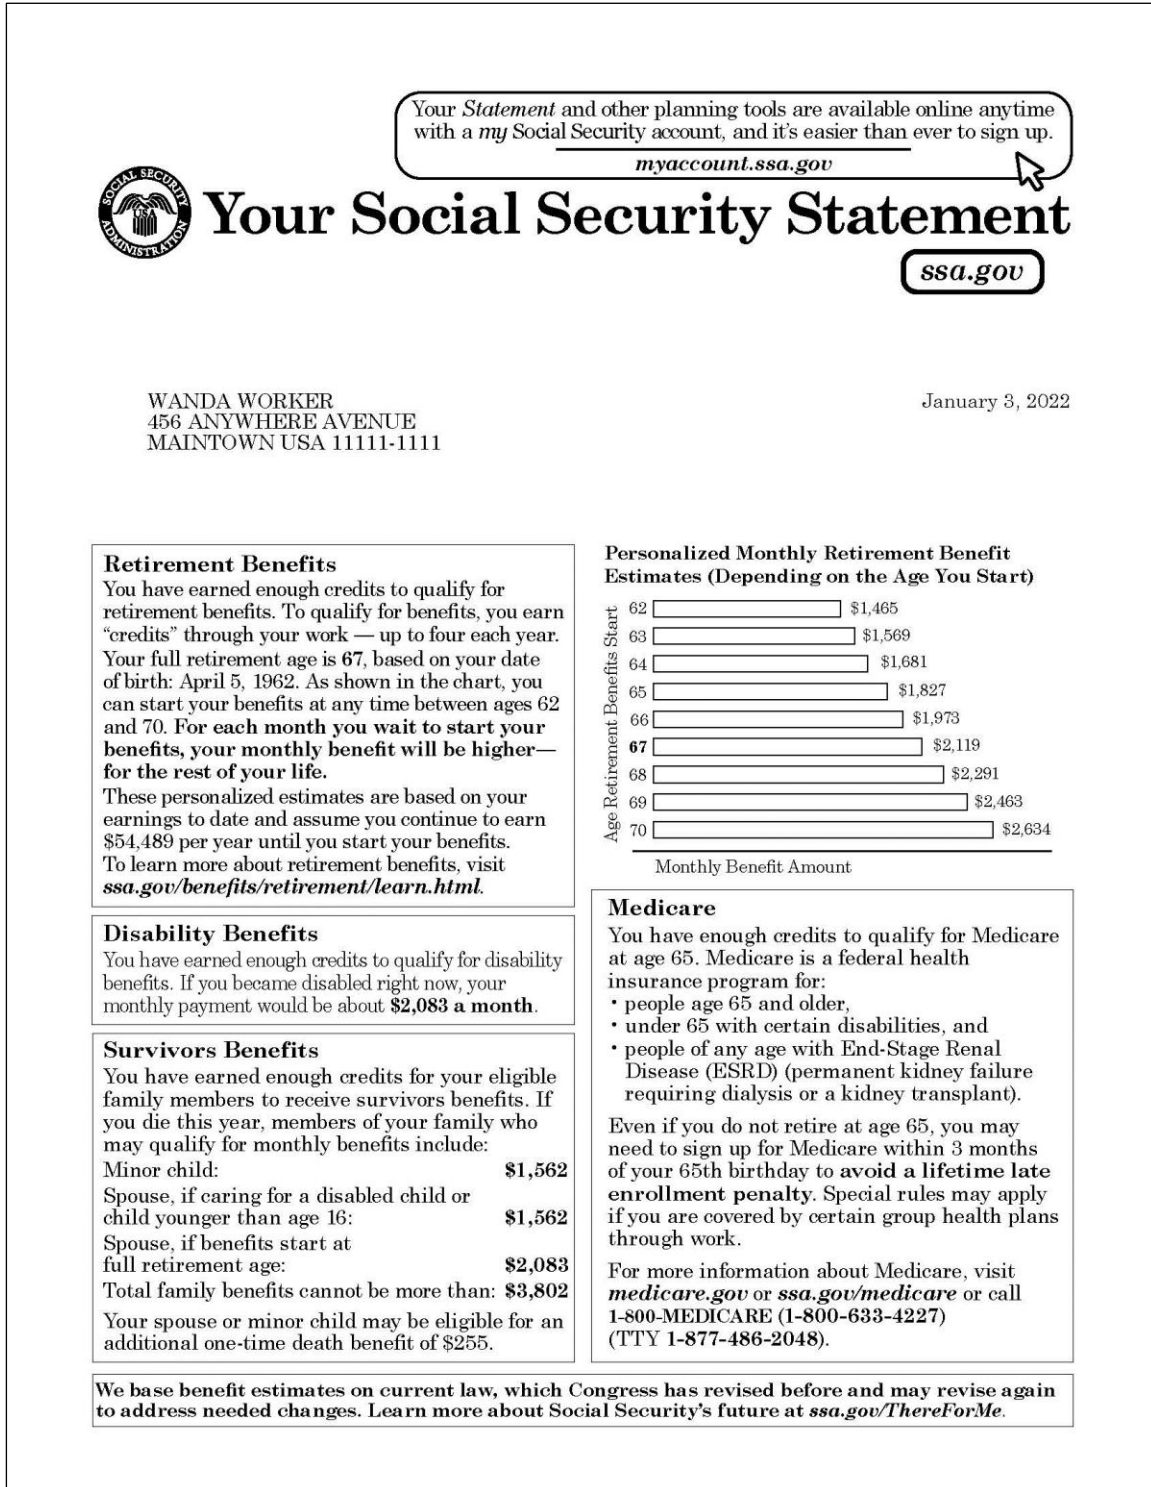 Your Statement and other planning tools are available online anytime
with a my Social Security account, and it's easier than ever to sign up.
myaccount.ssa.gov
SOCIAL SECURITY ADMINISTRATION
USA
Your Social Security Statement
ssa.gov
WANDA WORKER
456 ANYWHERE AVENUE
MAINTOWN USA 11111-1111
January 3, 2022
Retirement Benefits
You have earned enough credits to qualify for
retirement benefits. To qualify for benefits, you earn
“credits” through your work — up to four each year.
Your full retirement age is 67, based on your date
of birth: April 5, 1962. As shown in the chart, you
can start your benefits at any time between ages 62
and 70. For each month you wait to start your
benefits, your monthly benefit will be higher—
for the rest of your life.
These personalized estimates are based on your
earnings to date and assume you continue to earn
$54,489 per year until you start your benefits.
To learn more about retirement benefits, visit
ssa.gov/benefits/retirement/learn.html.
Disability Benefits
You have earned enough credits to qualify for disability
benefits. If you became disabled right now, your
monthly payment would be about $2,083 a month.
Survivors Benefits
You have earned enough credits for your eligible
family members to receive survivors benefits. If
you die this year, members of your family who
may qualify for monthly benefits include:
Minor child: $1,562
Spouse, if caring for a disabled child or
child younger than age 16: $1,562
Spouse, if benefits start at
full retirement age: $2,083
Total family benefits cannot be more than: $3,802
Your spouse or minor child may be eligible for an
additional one-time death benefit of $255.
Personalized Monthly Retirement Benefit
Estimates (Depending on the Age You Start)
Age Retirement Benefits Start
62 $1,465
63 $1,569
64 $1,681
65 $1,827
66 $1,973
67 $2,119
68 $2,291
69 $2,463
70 $2,634
Monthly Benefit Amount
Medicare
You have enough credits to qualify for Medicare
at age 65. Medicare is a federal health
insurance program for:
• people age 65 and older,
• under 65 with certain disabilities, and
• people of any age with End-Stage Renal
Disease (ESRD) (permanent kidney failure
requiring dialysis or a kidney transplant).
Even if you do not retire at age 65, you may
need to sign up for Medicare within 3 months
of your 65th birthday to avoid a lifetime late
enrollment penalty. Special rules may apply
if you are covered by certain group health plans
through work.
For more information about Medicare, visit
medicare.gov or ssa.gov/medicare or call
1-800-MEDICARE (1-800-633-4227)
(TTY 1-877-486-2048).
We base benefit estimates on current law, which Congress has revised before and may revise again
to address needed changes. Learn more about Social Security's future at ssa.gov/ThereForMe.